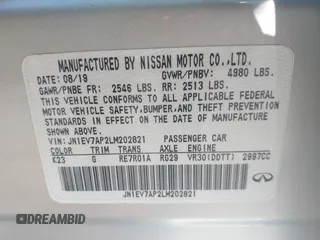 MANUFACTURED BY NISSAN MOTOR CO.,LTD.
DATE: 08/19 GVWR/PNBV: 4980 LBS.
GAWR/PNBE FR: 2546 LBS. RR: 2513 LBS.
THIS VEHICLE CONFORMS TO ALL APPLICABLE FEDERAL
MOTOR VEHICLE SAFETY,BUMPER,AND THEFT PREVENTION
STANDARDS IN EFFECT ON THE DATE OF
MANUFACTURE SHOWN ABOVE.
VIN: JN1EV7AP2LM202821 PASSENGER CAR
COLOR TRIM TRANS AXLE ENGINE
K23 G RE7R01A RG29 VR30(DDTT) 2997CC
JN1EV7AP2LM202821
INFINITI
DRIVEBIDRIVE